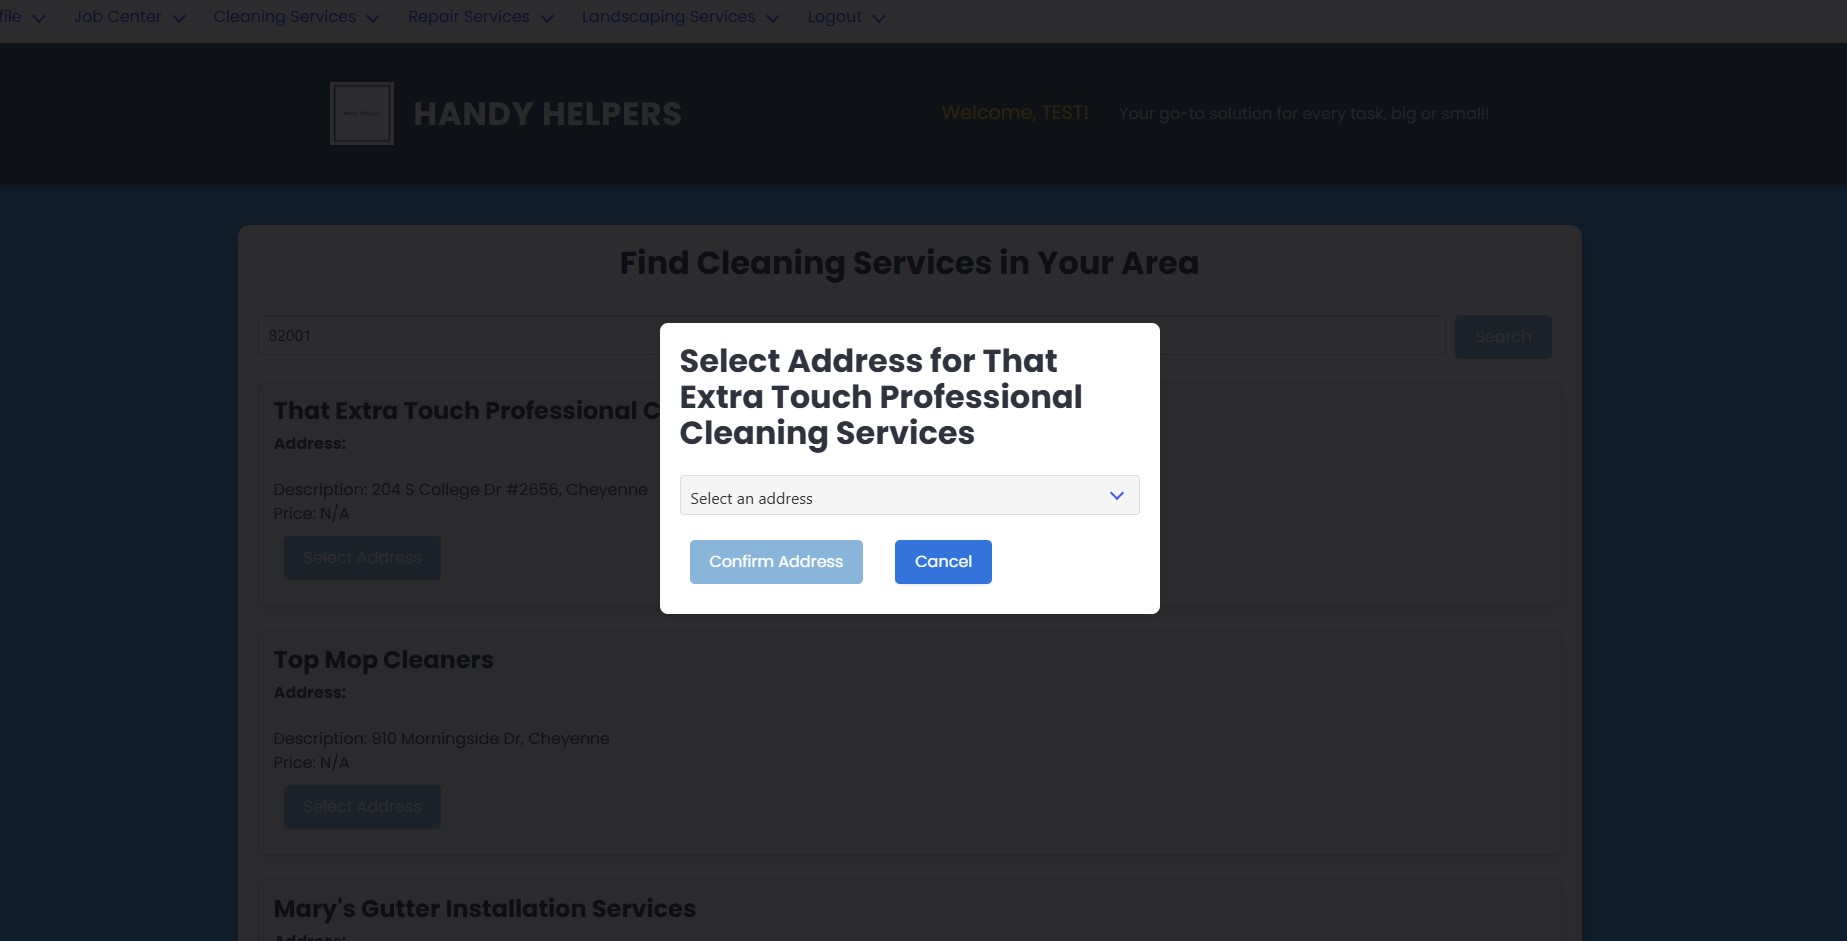 file
Job Center
Cleaning Services
Repair Services
Landscaping Services
Logout
HANDY HELPERS
Welcome, TEST!
Your go-to solution for every task, big or small!
Find Cleaning Services in Your Area
82001
Search
That Extra Touch Professional C
Address:
Description: 204 S College Dr #2656, Cheyenne
Price: N/A
Select Address
Select Address for That
Extra Touch Professional
Cleaning Services
Select an address
Confirm Address
Cancel
Top Mop Cleaners
Address:
Description: 910 Morningside Dr, Cheyenne
Price: N/A
Select Address
Mary's Gutter Installation Services
Address: